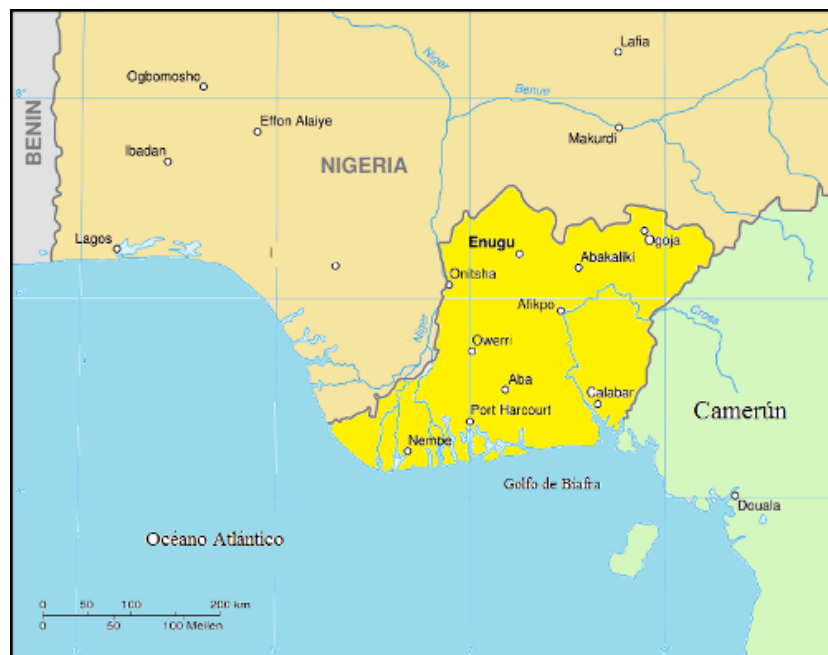 Lafia
Niger
Ogbomosho
Benue
8°
Effon Alaiye
Makurdi
BENIN
Ibadan
NIGERIA
Lagos
Enugu
Ogoja
Abakaliki
Onitsha
Afikpo
Cross
Niger
Owerri
Aba
Calabar
Port Harcourt
Camerún
Nembe
Golfo de Biafra
Douala
Océano Atlántico
0 50 100 200 km
0 50 100 Meilen